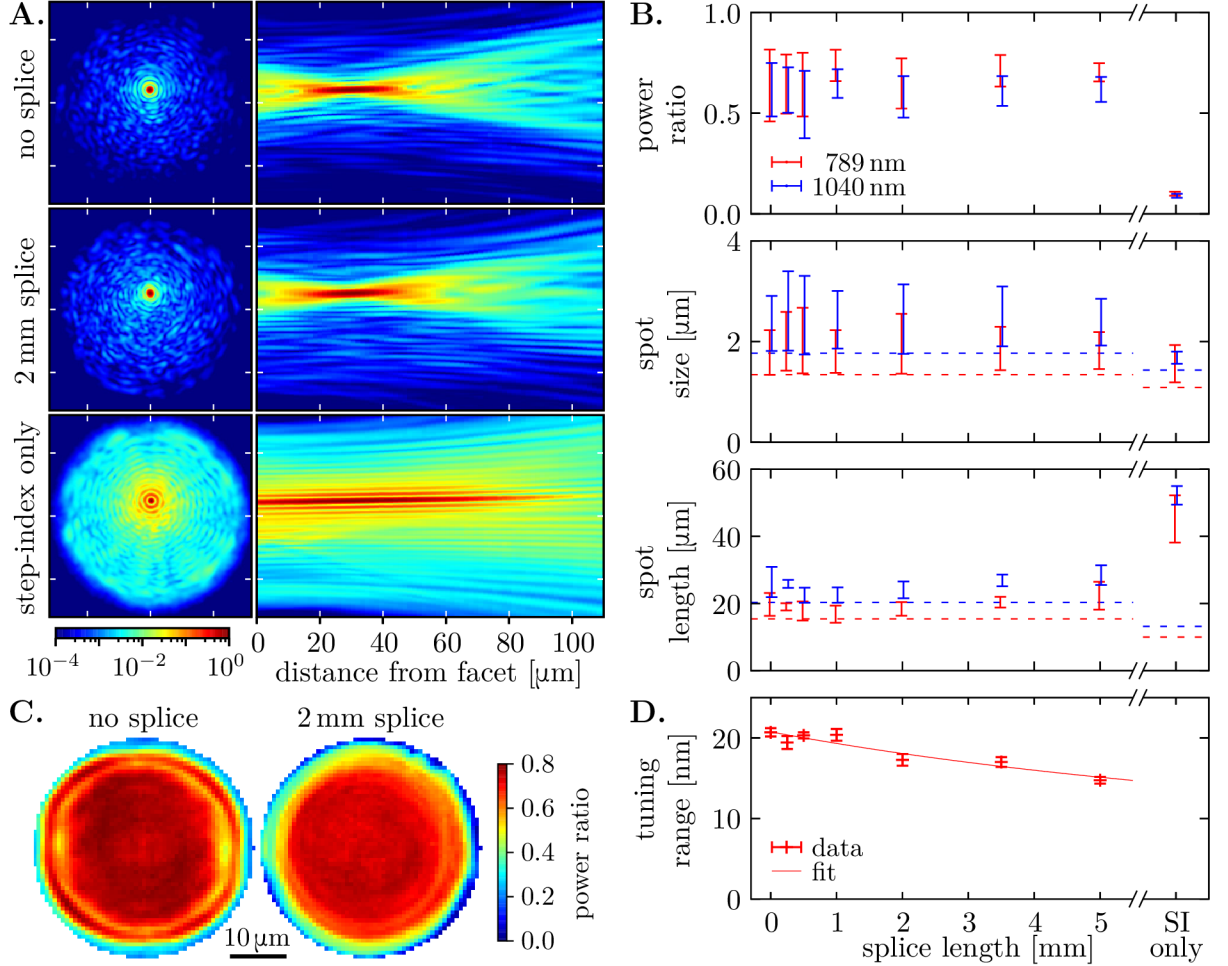 A.
no splice
2 mm splice
step-index only
10⁻⁴ 10⁻² 10⁰
0 20 40 60 80 100
distance from facet [μm]
B.
power
ratio
1.0
0.5
0.0
789 nm
1040 nm
spot
size [μm]
4
2
0
spot
length [μm]
60
40
20
0
C.
no splice
2 mm splice
10 μm
0.8
0.6
0.4
0.2
0.0
power ratio
D.
tuning
range [nm]
20
10
0
data
fit
0 1 2 3 4 5 SI
only
splice length [mm]